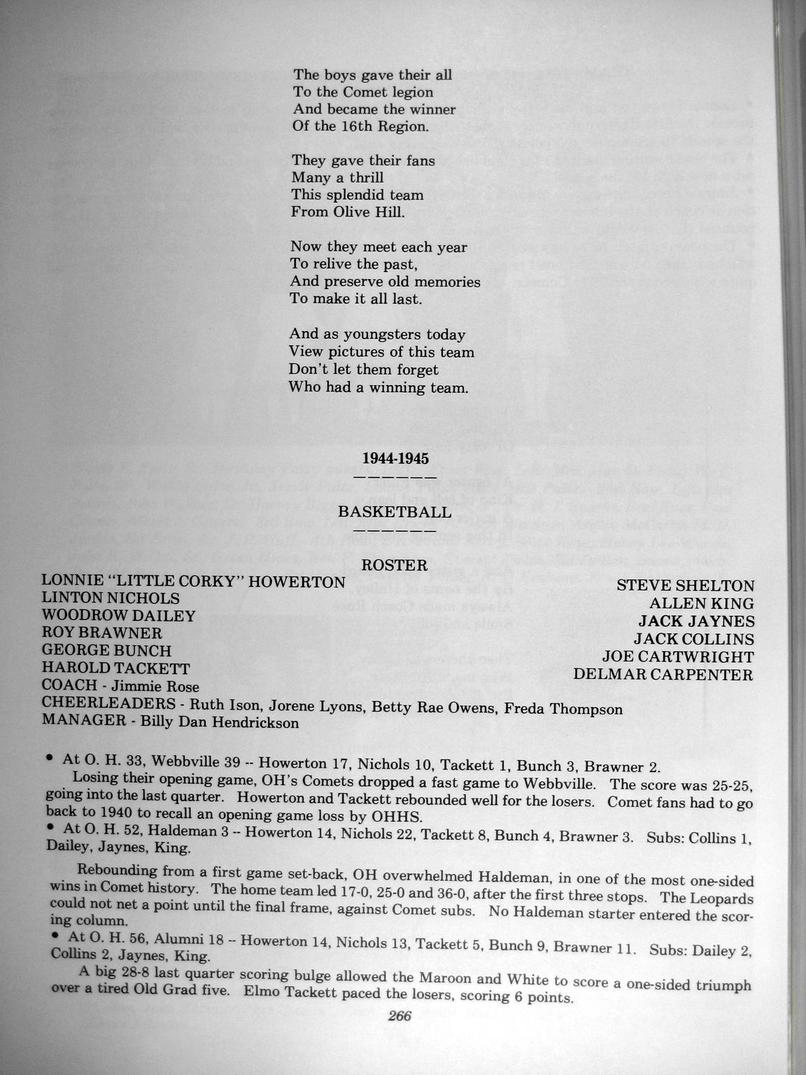 The boys gave their all
To the Comet legion
And became the winner
Of the 16th Region.
They gave their fans
Many a thrill
This splendid team
From Olive Hill.
Now they meet each year
To relive the past,
And preserve old memories
To make it all last.
And as youngsters today
View pictures of this team
Don't let them forget
Who had a winning team.
1944-1945
BASKETBALL
ROSTER
LONNIE "LITTLE CORKY" HOWERTON
LINTON NICHOLS
WOODROW DAILEY
ROY BRAWNER
GEORGE BUNCH
HAROLD TACKETT
STEVE SHELTON
ALLEN KING
JACK JAYNES
JACK COLLINS
JOE CARTWRIGHT
DELMAR CARPENTER
COACH - Jimmie Rose
CHEERLEADERS - Ruth Ison, Jorene Lyons, Betty Rae Owens, Freda Thompson
MANAGER - Billy Dan Hendrickson
• At O. H. 33, Webbville 39 -- Howerton 17, Nichols 10, Tackett 1, Bunch 3, Brawner 2.
Losing their opening game, OH's Comets dropped a fast game to Webbville. The score was 25-25,
going into the last quarter. Howerton and Tackett rebounded well for the losers. Comet fans had to go
back to 1940 to recall an opening game loss by OHHS.
• At O. H. 52, Haldeman 3 -- Howerton 14, Nichols 22, Tackett 8, Bunch 4, Brawner 3. Subs: Collins 1,
Dailey, Jaynes, King.
Rebounding from a first game set-back, OH overwhelmed Haldeman, in one of the most one-sided
wins in Comet history. The home team led 17-0, 25-0 and 36-0, after the first three stops. The Leopards
could not net a point until the final frame, against Comet subs. No Haldeman starter entered the scor-
ing column.
• At O. H. 56, Alumni 18 -- Howerton 14, Nichols 13, Tackett 5, Bunch 9, Brawner 11. Subs: Dailey 2,
Collins 2, Jaynes, King.
A big 28-8 last quarter scoring bulge allowed the Maroon and White to score a one-sided triumph
over a tired Old Grad five. Elmo Tackett paced the losers, scoring 6 points.
266